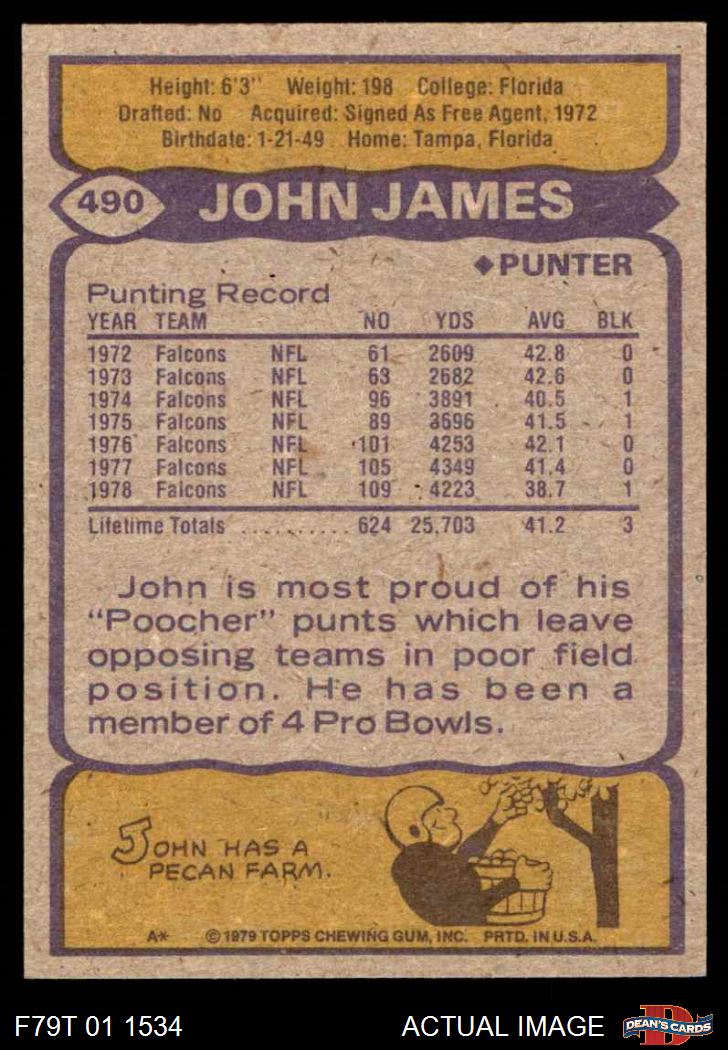 Height: 6'3" Weight: 198 College: Florida
Drafted: No Acquired: Signed As Free Agent, 1972
Birthdate: 1-21-49 Home: Tampa, Florida
490 JOHN JAMES
◆PUNTER
Punting Record
YEAR TEAM NO YDS AVG BLK
1972 Falcons NFL 61 2609 42.8 0
1973 Falcons NFL 63 2682 42.6 0
1974 Falcons NFL 96 3891 40.5 1
1975 Falcons NFL 89 3696 41.5 1
1976 Falcons NFL 101 4253 42.1 0
1977 Falcons NFL 105 4349 41.4 0
1978 Falcons NFL 109 4223 38.7 1
Lifetime Totals .......... 624 25,703 41.2 3
John is most proud of his
"Poocher" punts which leave
opposing teams in poor field
position. He has been a
member of 4 Pro Bowls.
JOHN HAS A
PECAN FARM.
A* © 1979 TOPPS CHEWING GUM, INC. PRTD. IN U.S.A.
F79T 01 1534 ACTUAL IMAGE D DEAN'S CARDS